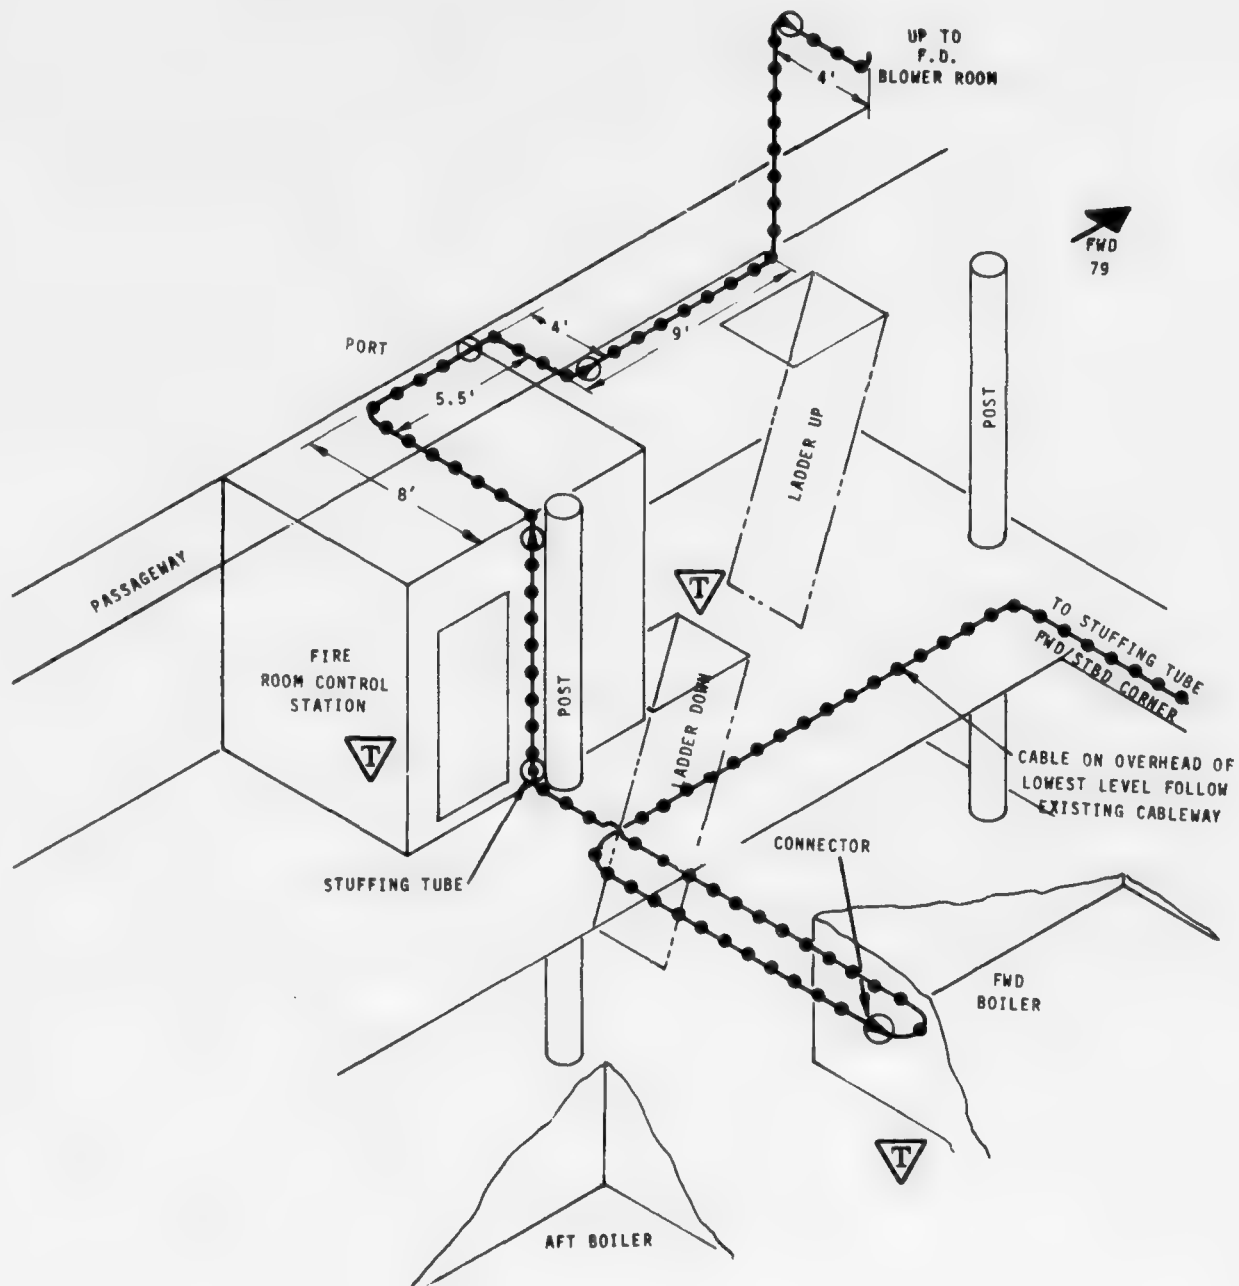 UP TO
F.D.
BLOWER ROOM
4'
FWD
79
PORT
4'
9'
5.5'
8'
LADDER UP
POST
PASSAGEWAY
T
FIRE
ROOM CONTROL
STATION
T
POST
LADDER DOWN
TO STUFFING TUBE
FWD/STBD CORNER
CABLE ON OVERHEAD OF
LOWEST LEVEL FOLLOW
EXISTING CABLEWAY
CONNECTOR
STUFFING TUBE
FWD
BOILER
T
AFT BOILER